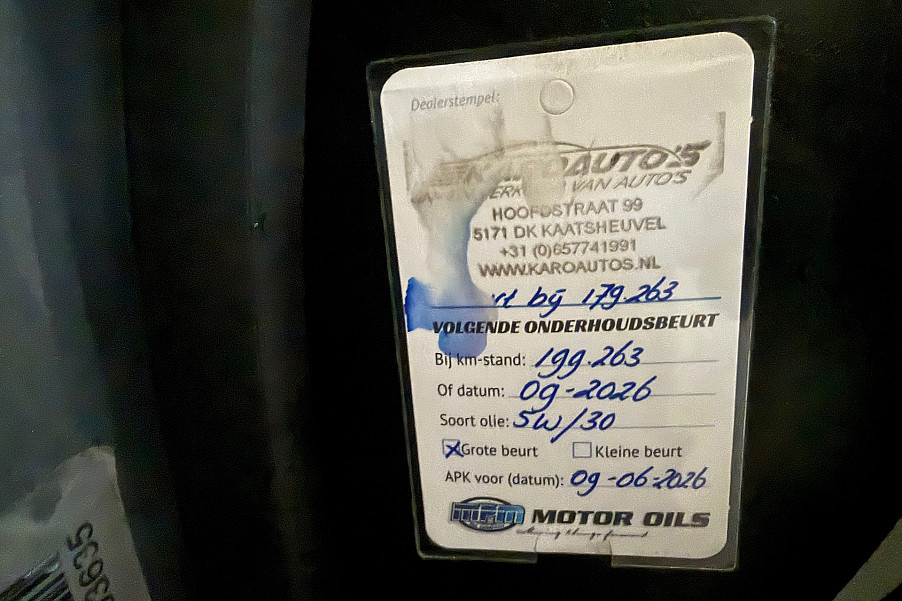 Dealerstempel:
KAROAUTO'S
VAN AUTO'S
HOOFDSTRAAT 99
5171 DK KAATSHEUVEL
+31 (0)657741991
WWW.KAROAUTOS.NL
bij 179.263
VOLGENDE ONDERHOUDSBEURT
Bij km-stand: 199.263
Of datum: 09-2026
Soort olie: 5W/30
Grote beurt Kleine beurt
APK voor (datum): 09-06-2026
MPM MOTOR OILS
3635